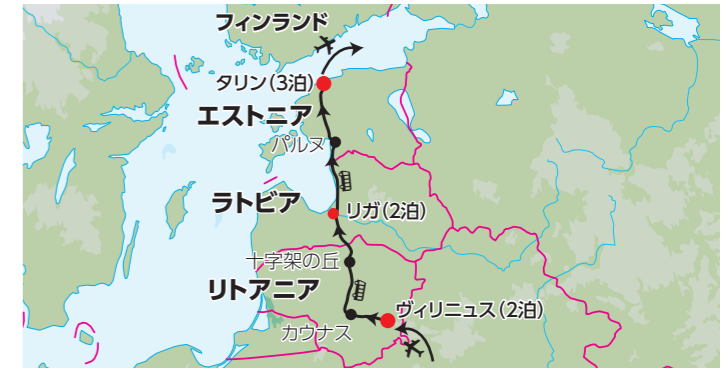 フィンランド
タリン(3泊)
エストニア
パルヌ
ラトビア
リガ(2泊)
十字架の丘
リトアニア
ヴィリニュス(2泊)
カウナス